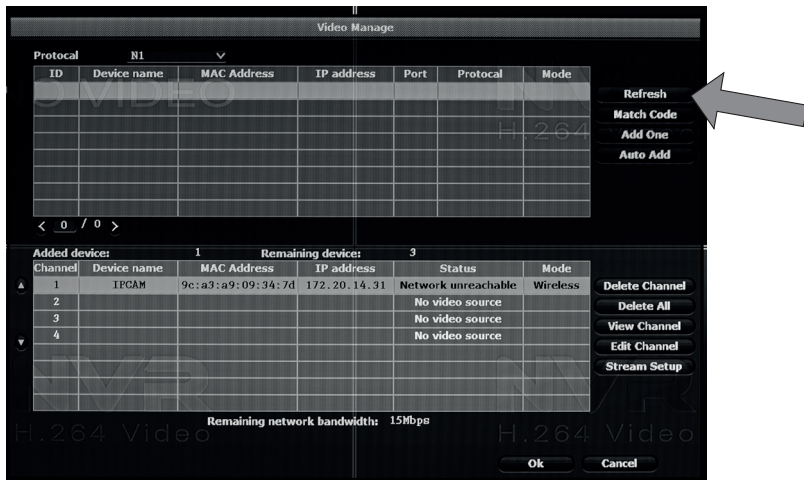 Video Manage
Protocal N1
ID Device name MAC Address IP address Port Protocal Mode
Refresh
Match Code
Add One
Auto Add
O VIDEO
NV
H.264
< 0 / 0 >
Added device: 1 Remaining device: 3
Channel Device name MAC Address IP address Status Mode
1 IPCAM 9c:a3:a9:09:34:7d 172.20.14.31 Network unreachable Wireless
2 No video source
3 No video source
4 No video source
Delete Channel
Delete All
View Channel
Edit Channel
Stream Setup
NVR
NVR
Remaining network bandwidth: 15Mbps
H.264 Video
H.264 Video
Ok Cancel